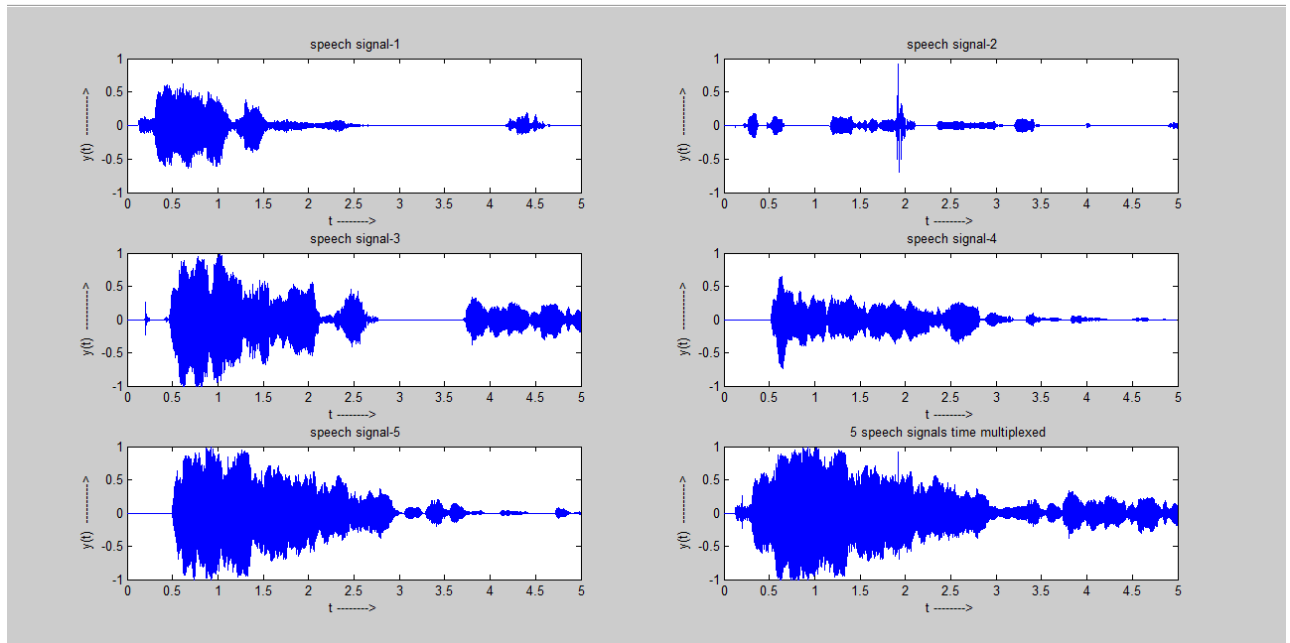 speech signal-1
1
0.5
0
-0.5
-1
y(t) ---------->
0 0.5 1 1.5 2 2.5 3 3.5 4 4.5 5
t -------->
speech signal-2
1
0.5
0
-0.5
-1
y(t) ---------->
0 0.5 1 1.5 2 2.5 3 3.5 4 4.5 5
t -------->
speech signal-3
1
0.5
0
-0.5
-1
y(t) ---------->
0 0.5 1 1.5 2 2.5 3 3.5 4 4.5 5
t -------->
speech signal-4
1
0.5
0
-0.5
-1
y(t) ---------->
0 0.5 1 1.5 2 2.5 3 3.5 4 4.5 5
t -------->
speech signal-5
1
0.5
0
-0.5
-1
y(t) ---------->
0 0.5 1 1.5 2 2.5 3 3.5 4 4.5 5
t -------->
5 speech signals time multiplexed
1
0.5
0
-0.5
-1
y(t) ---------->
0 0.5 1 1.5 2 2.5 3 3.5 4 4.5 5
t -------->